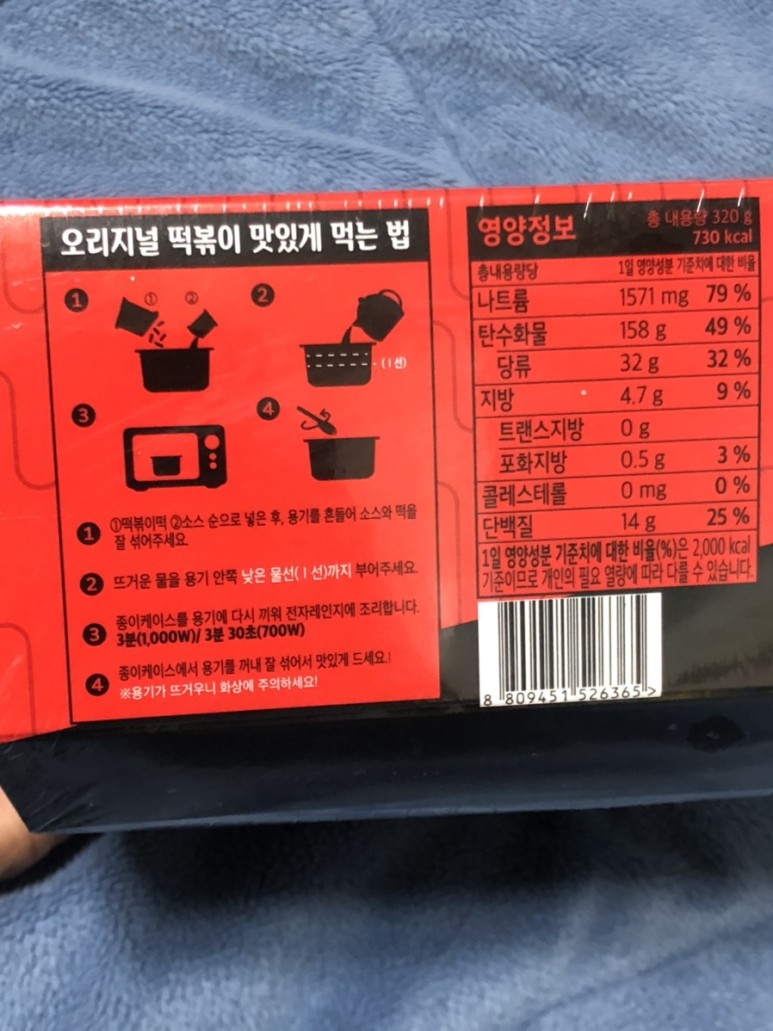 오리지널 떡볶이 맛있게 먹는 법
1
①
②
2
(I선)
3
4
1 ①떡볶이떡 ②소스 순으로 넣은 후, 용기를 흔들어 소스와 떡을
잘 섞어주세요.
2 뜨거운 물을 용기 안쪽 낮은 물선(I선)까지 부어주세요.
3 종이케이스를 용기에 다시 끼워 전자레인지에 조리합니다.
3분(1,000W)/ 3분 30초(700W)
4 종이케이스에서 용기를 꺼내 잘 섞어서 맛있게 드세요.!
※용기가 뜨거우니 화상에 주의하세요!
영양정보
총 내용량 320 g
730 kcal
총내용량당 1일 영양성분 기준치에 대한 비율
나트륨 1571 mg 79 %
탄수화물 158 g 49 %
당류 32 g 32 %
지방 4.7 g 9 %
트랜스지방 0 g
포화지방 0.5 g 3 %
콜레스테롤 0 mg 0 %
단백질 14 g 25 %
1일 영양성분 기준치에 대한 비율(%)은 2,000 kcal
기준이므로 개인의 필요 열량에 따라 다를 수 있습니다.
8 809451 526365 >